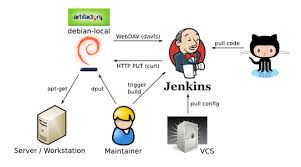 artifactory
debian-local
WebDAV (davfs)
pull code
HTTP PUT (curl)
apt-get
dput
trigger
build
Jenkins
pull config
Server / Workstation
Maintainer
VCS